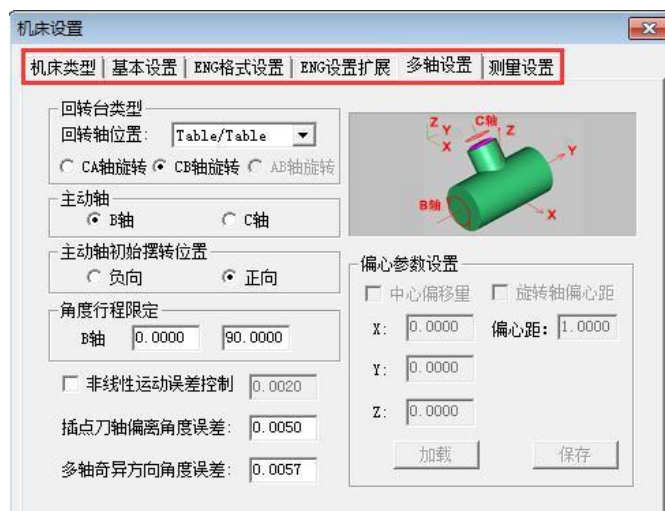 机床设置
机床类型 基本设置 ENG格式设置 ENG设置扩展 多轴设置 测量设置
回转台类型
回转轴位置: Table/Table
CA轴旋转 CB轴旋转 AB轴旋转
主动轴
B轴 C轴
主动轴初始摆转位置
负向 正向
角度行程限定
B轴 0.0000 90.0000
非线性运动误差控制 0.0020
插点刀轴偏离角度误差: 0.0050
多轴奇异方向角度误差: 0.0057
Z Y X C轴 Z
Y
B轴 X
偏心参数设置
中心偏移量 旋转轴偏心距
X: 0.0000 偏心距: 1.0000
Y: 0.0000
Z: 0.0000
加载 保存